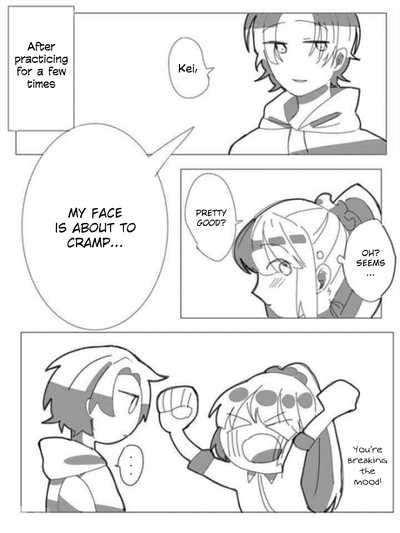 After
practicing
for a few
times
Kei,
MY FACE
IS ABOUT TO
CRAMP...
OH?
SEEMS
...
PRETTY
GOOD?
...
You're
Breaking
the
mood!